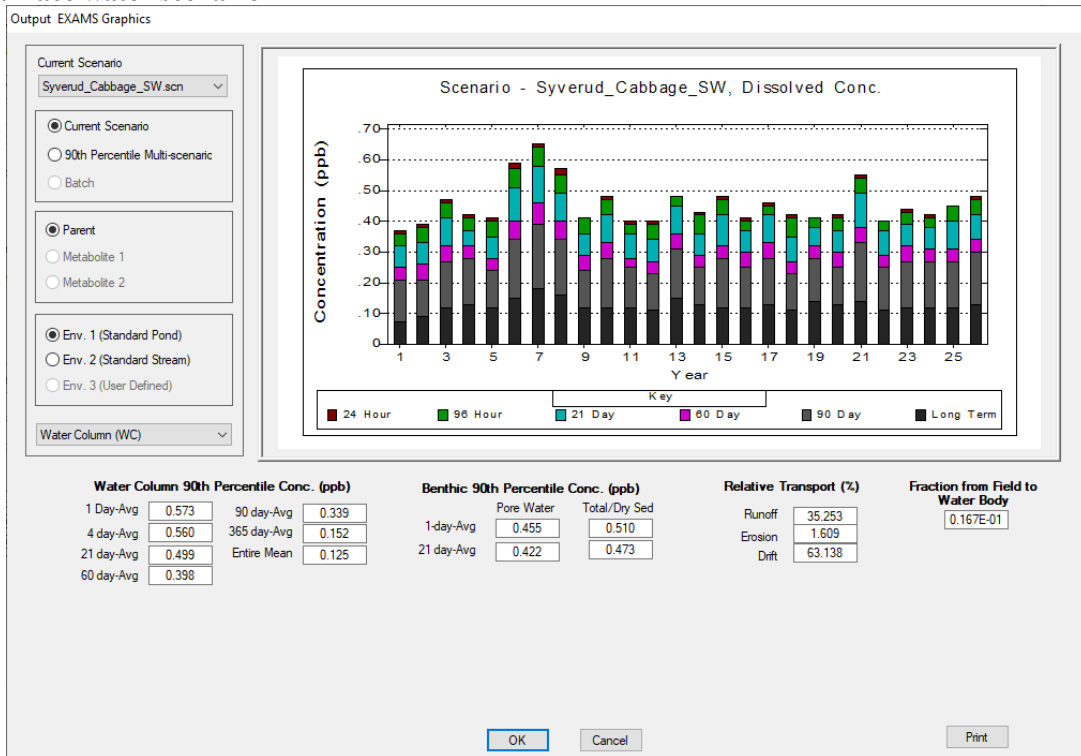 Output EXAMS Graphics
Current Scenario
Syverud_Cabbage_SW.scn
Current Scenario
90th Percentile Multi-scenaric
Batch
Parent
Metabolite 1
Metabolite 2
Env. 1 (Standard Pond)
Env. 2 (Standard Stream)
Env. 3 (User Defined)
Water Column (WC)
Scenario - Syverud_Cabbage_SW, Dissolved Conc.
Concentration (ppb)
.70
.60
.50
.40
.30
.20
.10
0
1 3 5 7 9 11 13 15 17 19 21 23 25
Year
Key
24 Hour 96 Hour 21 Day 60 Day 90 Day Long Term
Water Column 90th Percentile Conc. (ppb)
1 Day-Avg 0.573 90 day-Avg 0.339
4 day-Avg 0.560 365 day-Avg 0.152
21 day-Avg 0.499 Entire Mean 0.125
60 day-Avg 0.398
Benthic 90th Percentile Conc. (ppb)
Pore Water Total/Dry Sed
1-day-Avg 0.455 0.510
21 day-Avg 0.422 0.473
Relative Transport (%)
Runoff 35.253
Erosion 1.609
Drift 63.138
Fraction from Field to
Water Body
0.167E-01
OK Cancel Print